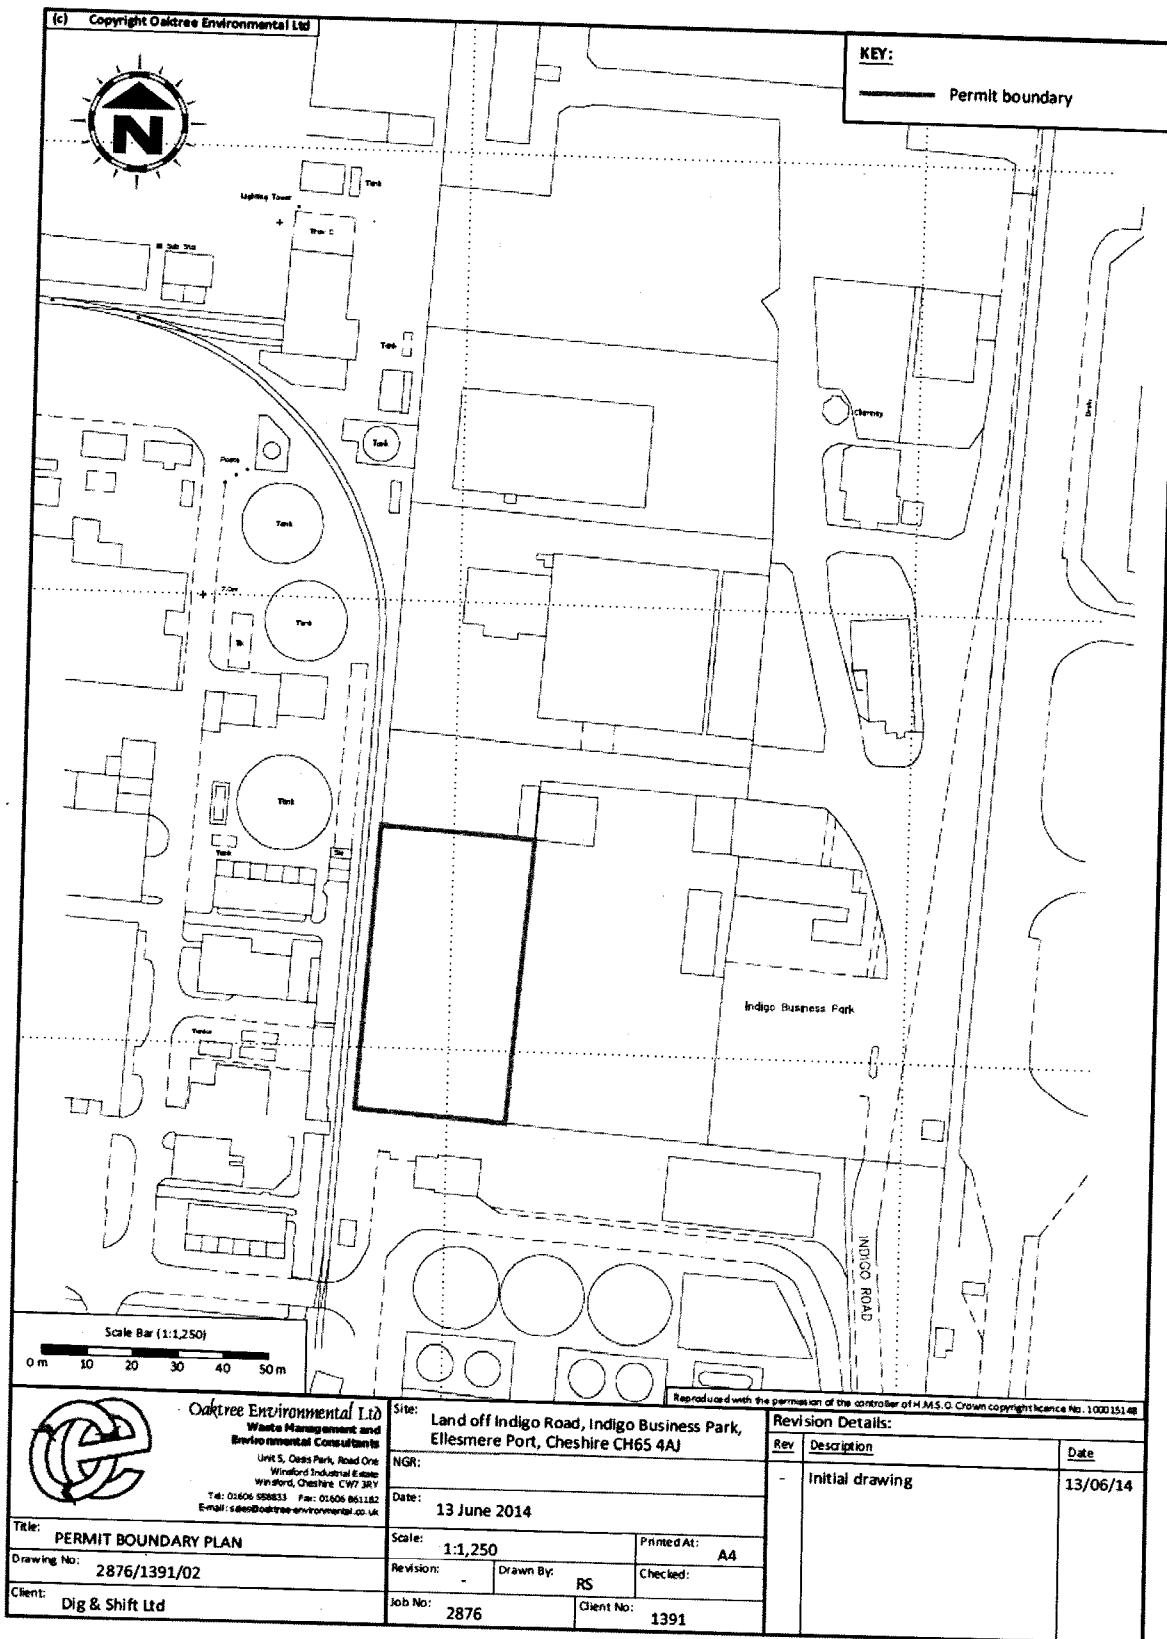 (c) Copyright Oaktree Environmental Ltd
KEY:
Permit boundary
N
Lighting Tower
Tank
Sub Sta
Tank
Chimney
Tank
Drain
Posts
Tank
Tank
Tank
Tank
Indigo Business Park
INDIGO ROAD
Scale Bar (1:1,250)
0 m 10 20 30 40 50 m
Reproduced with the permission of the controller of H.M.S.O. Crown copyright licence No. 100015148
Oaktree Environmental Ltd
Waste Management and
Environmental Consultants
Unit 5, Oasis Park, Road One
Winsford Industrial Estate
Winsford, Cheshire CW7 3RY
Tel: 01606 558833 Fax: 01606 861182
E-mail: sales@oaktree-environmental.co.uk
Title:
PERMIT BOUNDARY PLAN
Drawing No:
2876/1391/02
Client:
Dig & Shift Ltd
Site:
Land off Indigo Road, Indigo Business Park,
Ellesmere Port, Cheshire CH65 4AJ
NGR:
Date:
13 June 2014
Scale:
1:1,250
Printed At:
A4
Revision:
-
Drawn By:
RS
Checked:
Job No:
2876
Client No:
1391
Revision Details:
Rev Description Date
- Initial drawing 13/06/14